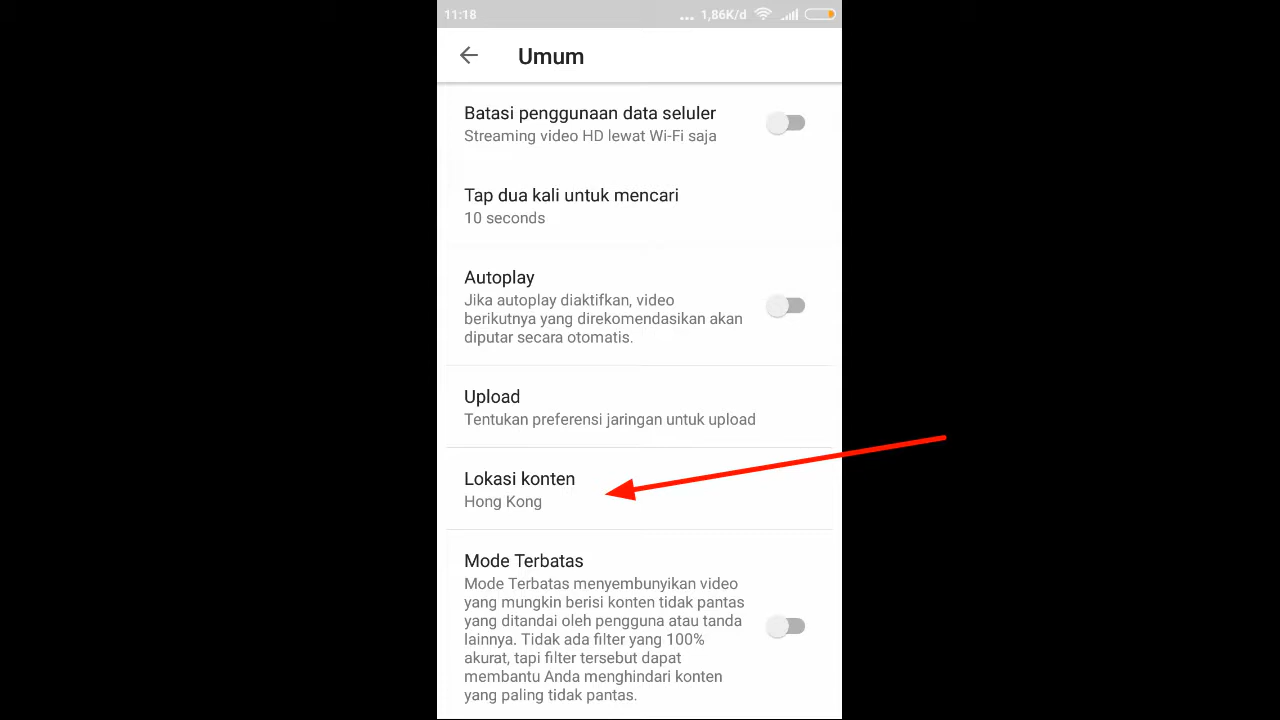 11:18
... 1,86K/d
Umum
Batasi penggunaan data seluler
Streaming video HD lewat Wi-Fi saja
Tap dua kali untuk mencari
10 seconds
Autoplay
Jika autoplay diaktifkan, video
berikutnya yang direkomendasikan akan
diputar secara otomatis.
Upload
Tentukan preferensi jaringan untuk upload
Lokasi konten
Hong Kong
Mode Terbatas
Mode Terbatas menyembunyikan video
yang mungkin berisi konten tidak pantas
yang ditandai oleh pengguna atau tanda
lainnya. Tidak ada filter yang 100%
akurat, tapi filter tersebut dapat
membantu Anda menghindari konten
yang paling tidak pantas.